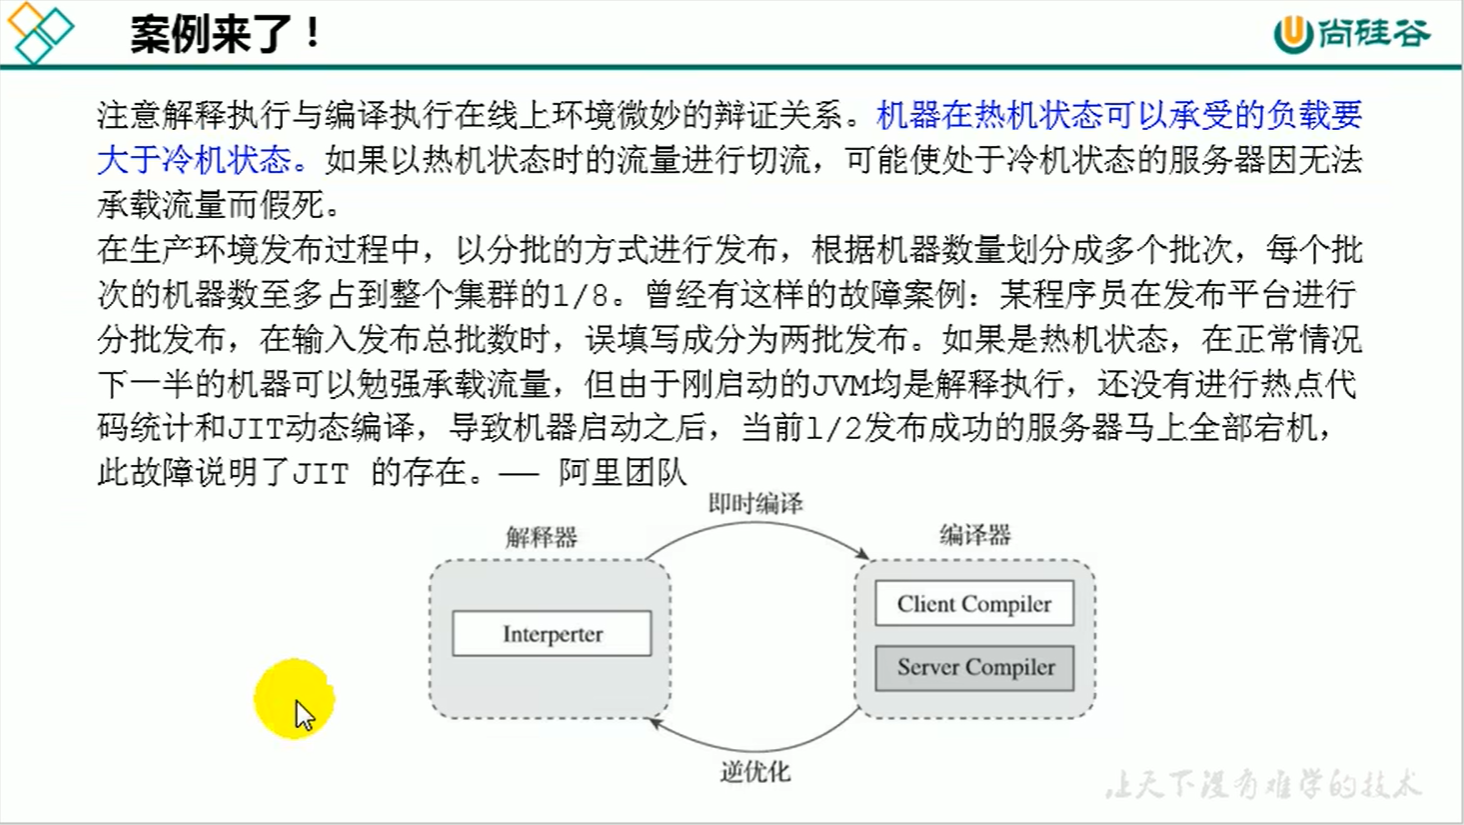 案例来了！
尚硅谷
注意解释执行与编译执行在线上环境微妙的辩证关系。机器在热机状态可以承受的负载要
大于冷机状态。如果以热机状态时的流量进行切流，可能使处于冷机状态的服务器因无法
承载流量而假死。
在生产环境发布过程中，以分批的方式进行发布，根据机器数量划分成多个批次，每个批
次的机器数至多占到整个集群的1/8。曾经有这样的故障案例：某程序员在发布平台进行
分批发布，在输入发布总批数时，误填写成分为两批发布。如果是热机状态，在正常情况
下一半的机器可以勉强承载流量，但由于刚启动的JVM均是解释执行，还没有进行热点代
码统计和JIT动态编译，导致机器启动之后，当前1/2发布成功的服务器马上全部宕机，
此故障说明了JIT 的存在。—— 阿里团队
即时编译
解释器
编译器
Interperter
Client Compiler
Server Compiler
逆优化
让天下没有难学的技术